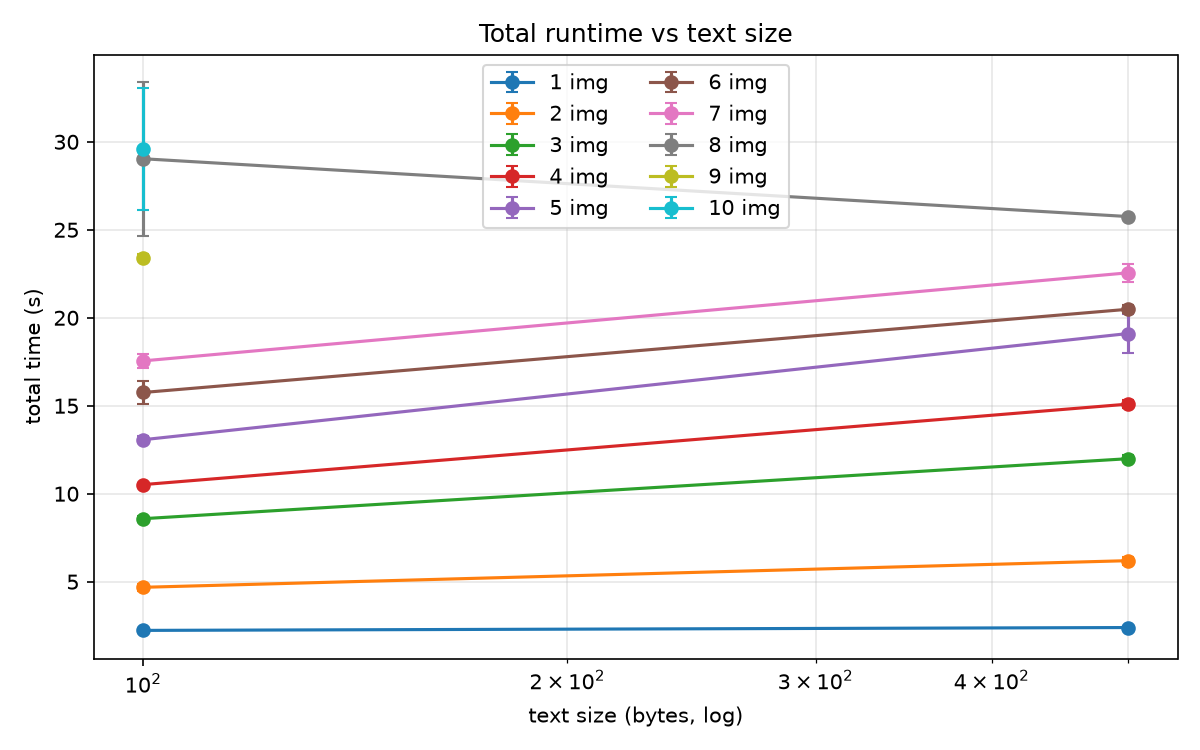 Total runtime vs text size
1 img
2 img
3 img
4 img
5 img
6 img
7 img
8 img
9 img
10 img
total time (s)
30
25
20
15
10
5
10²
2 × 10²
3 × 10²
4 × 10²
text size (bytes, log)